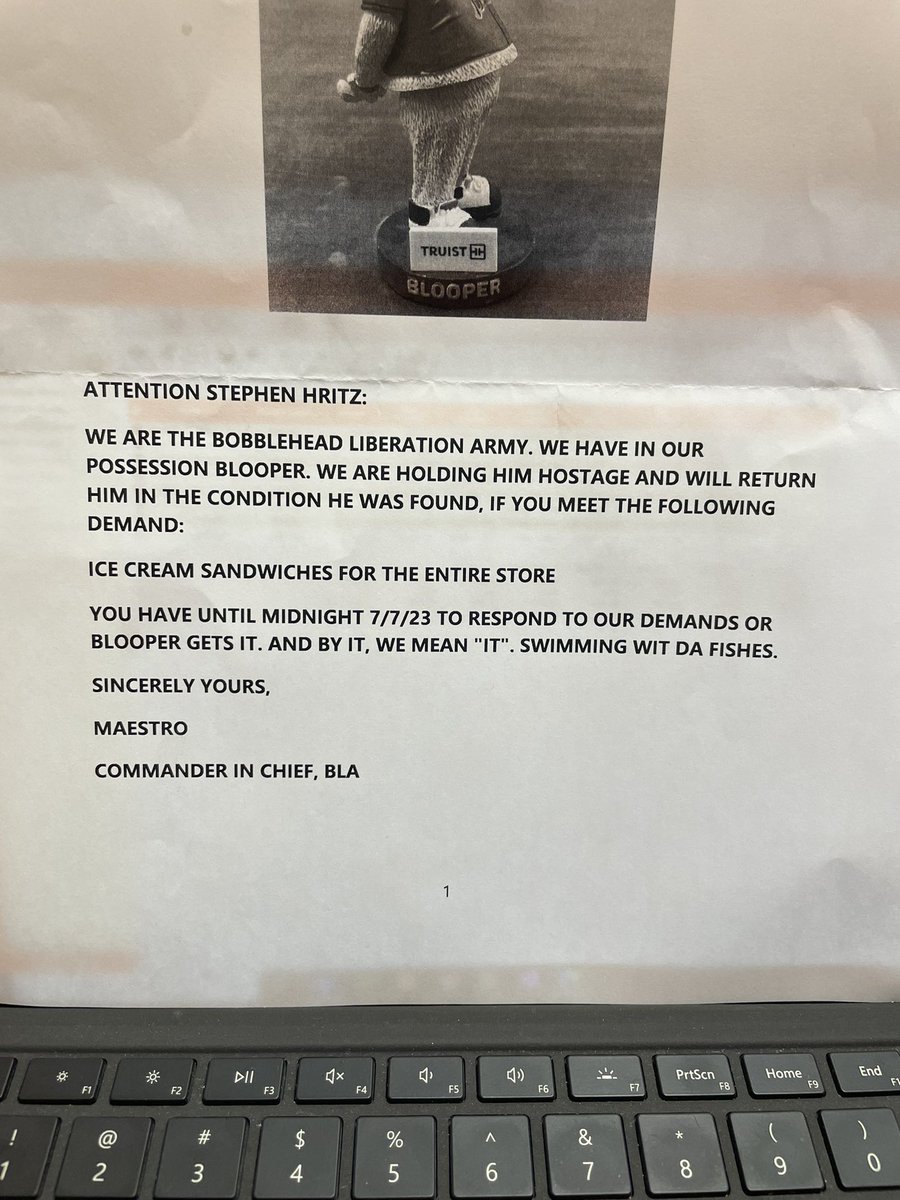 TRUIST
BLOOPER
ATTENTION STEPHEN HRITZ:
WE ARE THE BOBBLEHEAD LIBERATION ARMY. WE HAVE IN OUR
POSSESSION BLOOPER. WE ARE HOLDING HIM HOSTAGE AND WILL RETURN
HIM IN THE CONDITION HE WAS FOUND, IF YOU MEET THE FOLLOWING
DEMAND:
ICE CREAM SANDWICHES FOR THE ENTIRE STORE
YOU HAVE UNTIL MIDNIGHT 7/7/23 TO RESPOND TO OUR DEMANDS OR
BLOOPER GETS IT. AND BY IT, WE MEAN "IT". SWIMMING WIT DA FISHES.
SINCERELY YOURS,
MAESTRO
COMMANDER IN CHIEF, BLA
1
F1 F2 F3 F4 F5 F6 F7 PrtScn F8 Home F9 End
! @ # $ % ^ & * ( )
1 2 3 4 5 6 7 8 9 0